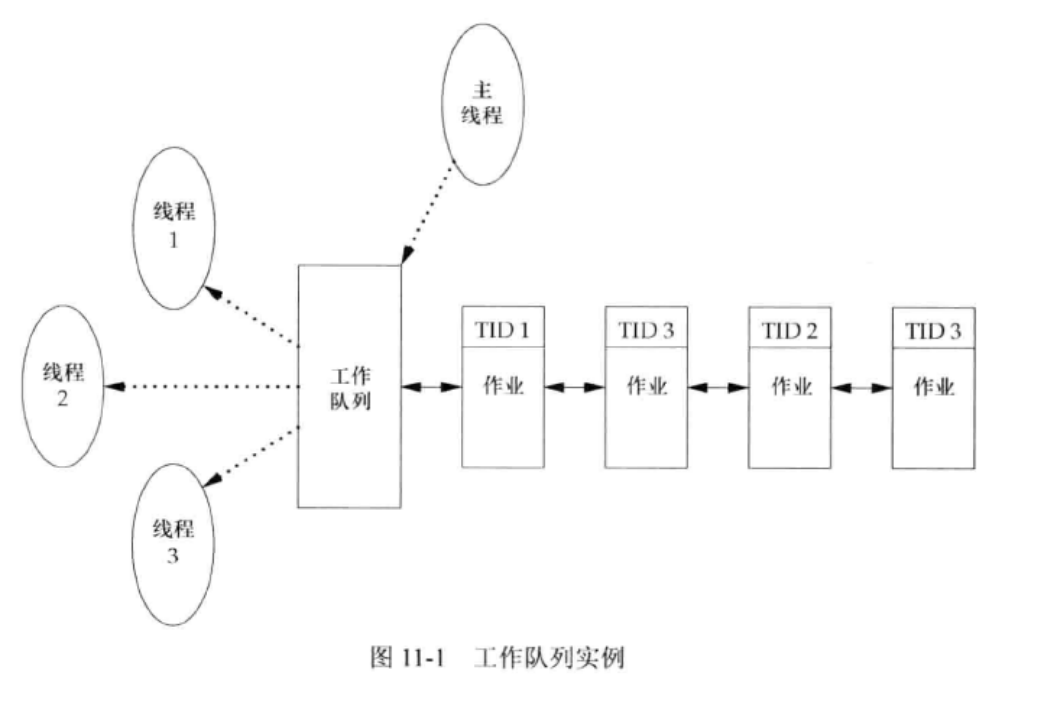 主
线程
线程
1
线程
2
线程
3
工作
队列
TID 1
作业
TID 3
作业
TID 2
作业
TID 3
作业
图 11-1 工作队列实例